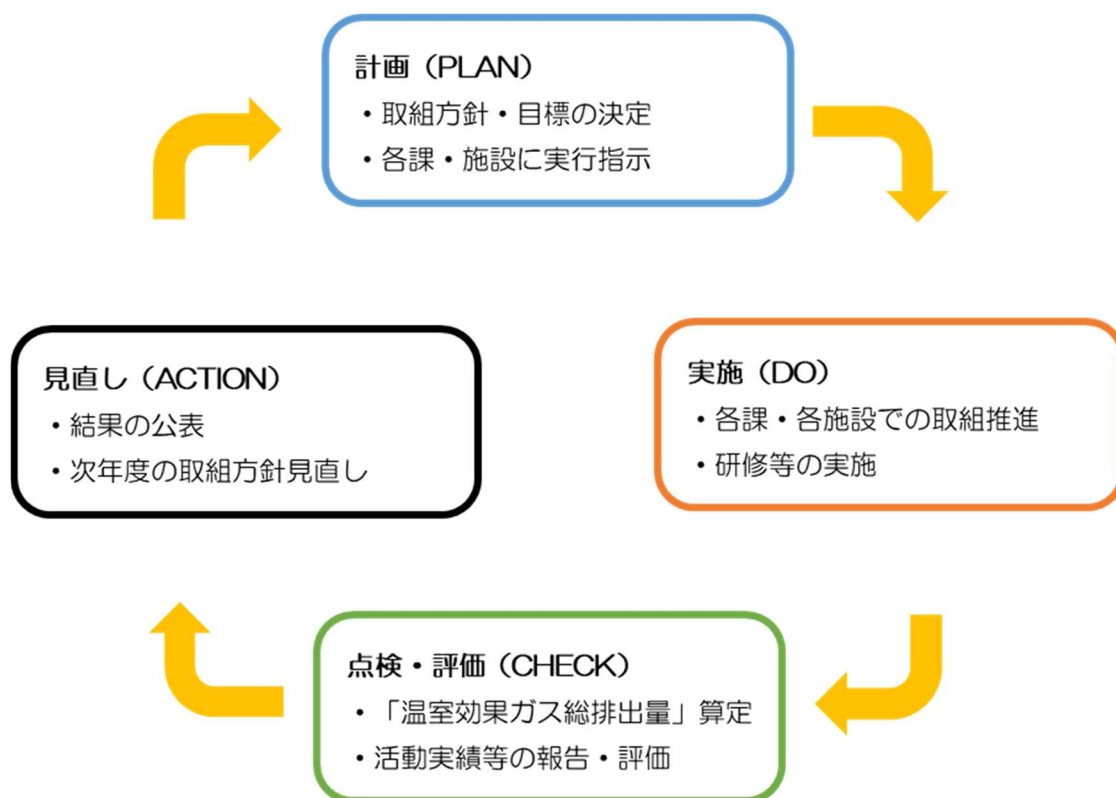 計画（PLAN）
・取組方針・目標の決定
・各課・施設に実行指示
見直し（ACTION）
・結果の公表
・次年度の取組方針見直し
実施（DO）
・各課・各施設での取組推進
・研修等の実施
点検・評価（CHECK）
・「温室効果ガス総排出量」算定
・活動実績等の報告・評価